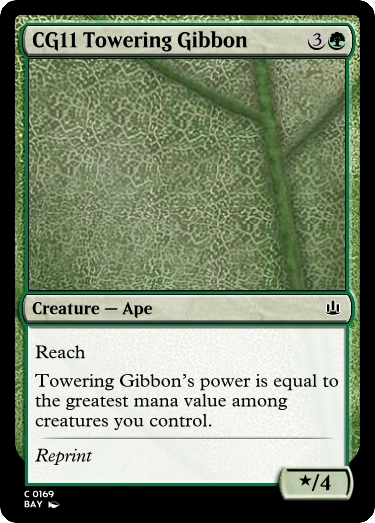 CG11 Towering Gibbon 3
Creature — Ape
Reach
Towering Gibbon's power is equal to
the greatest mana value among
creatures you control.
Reprint
★/4
C 0169
BAY